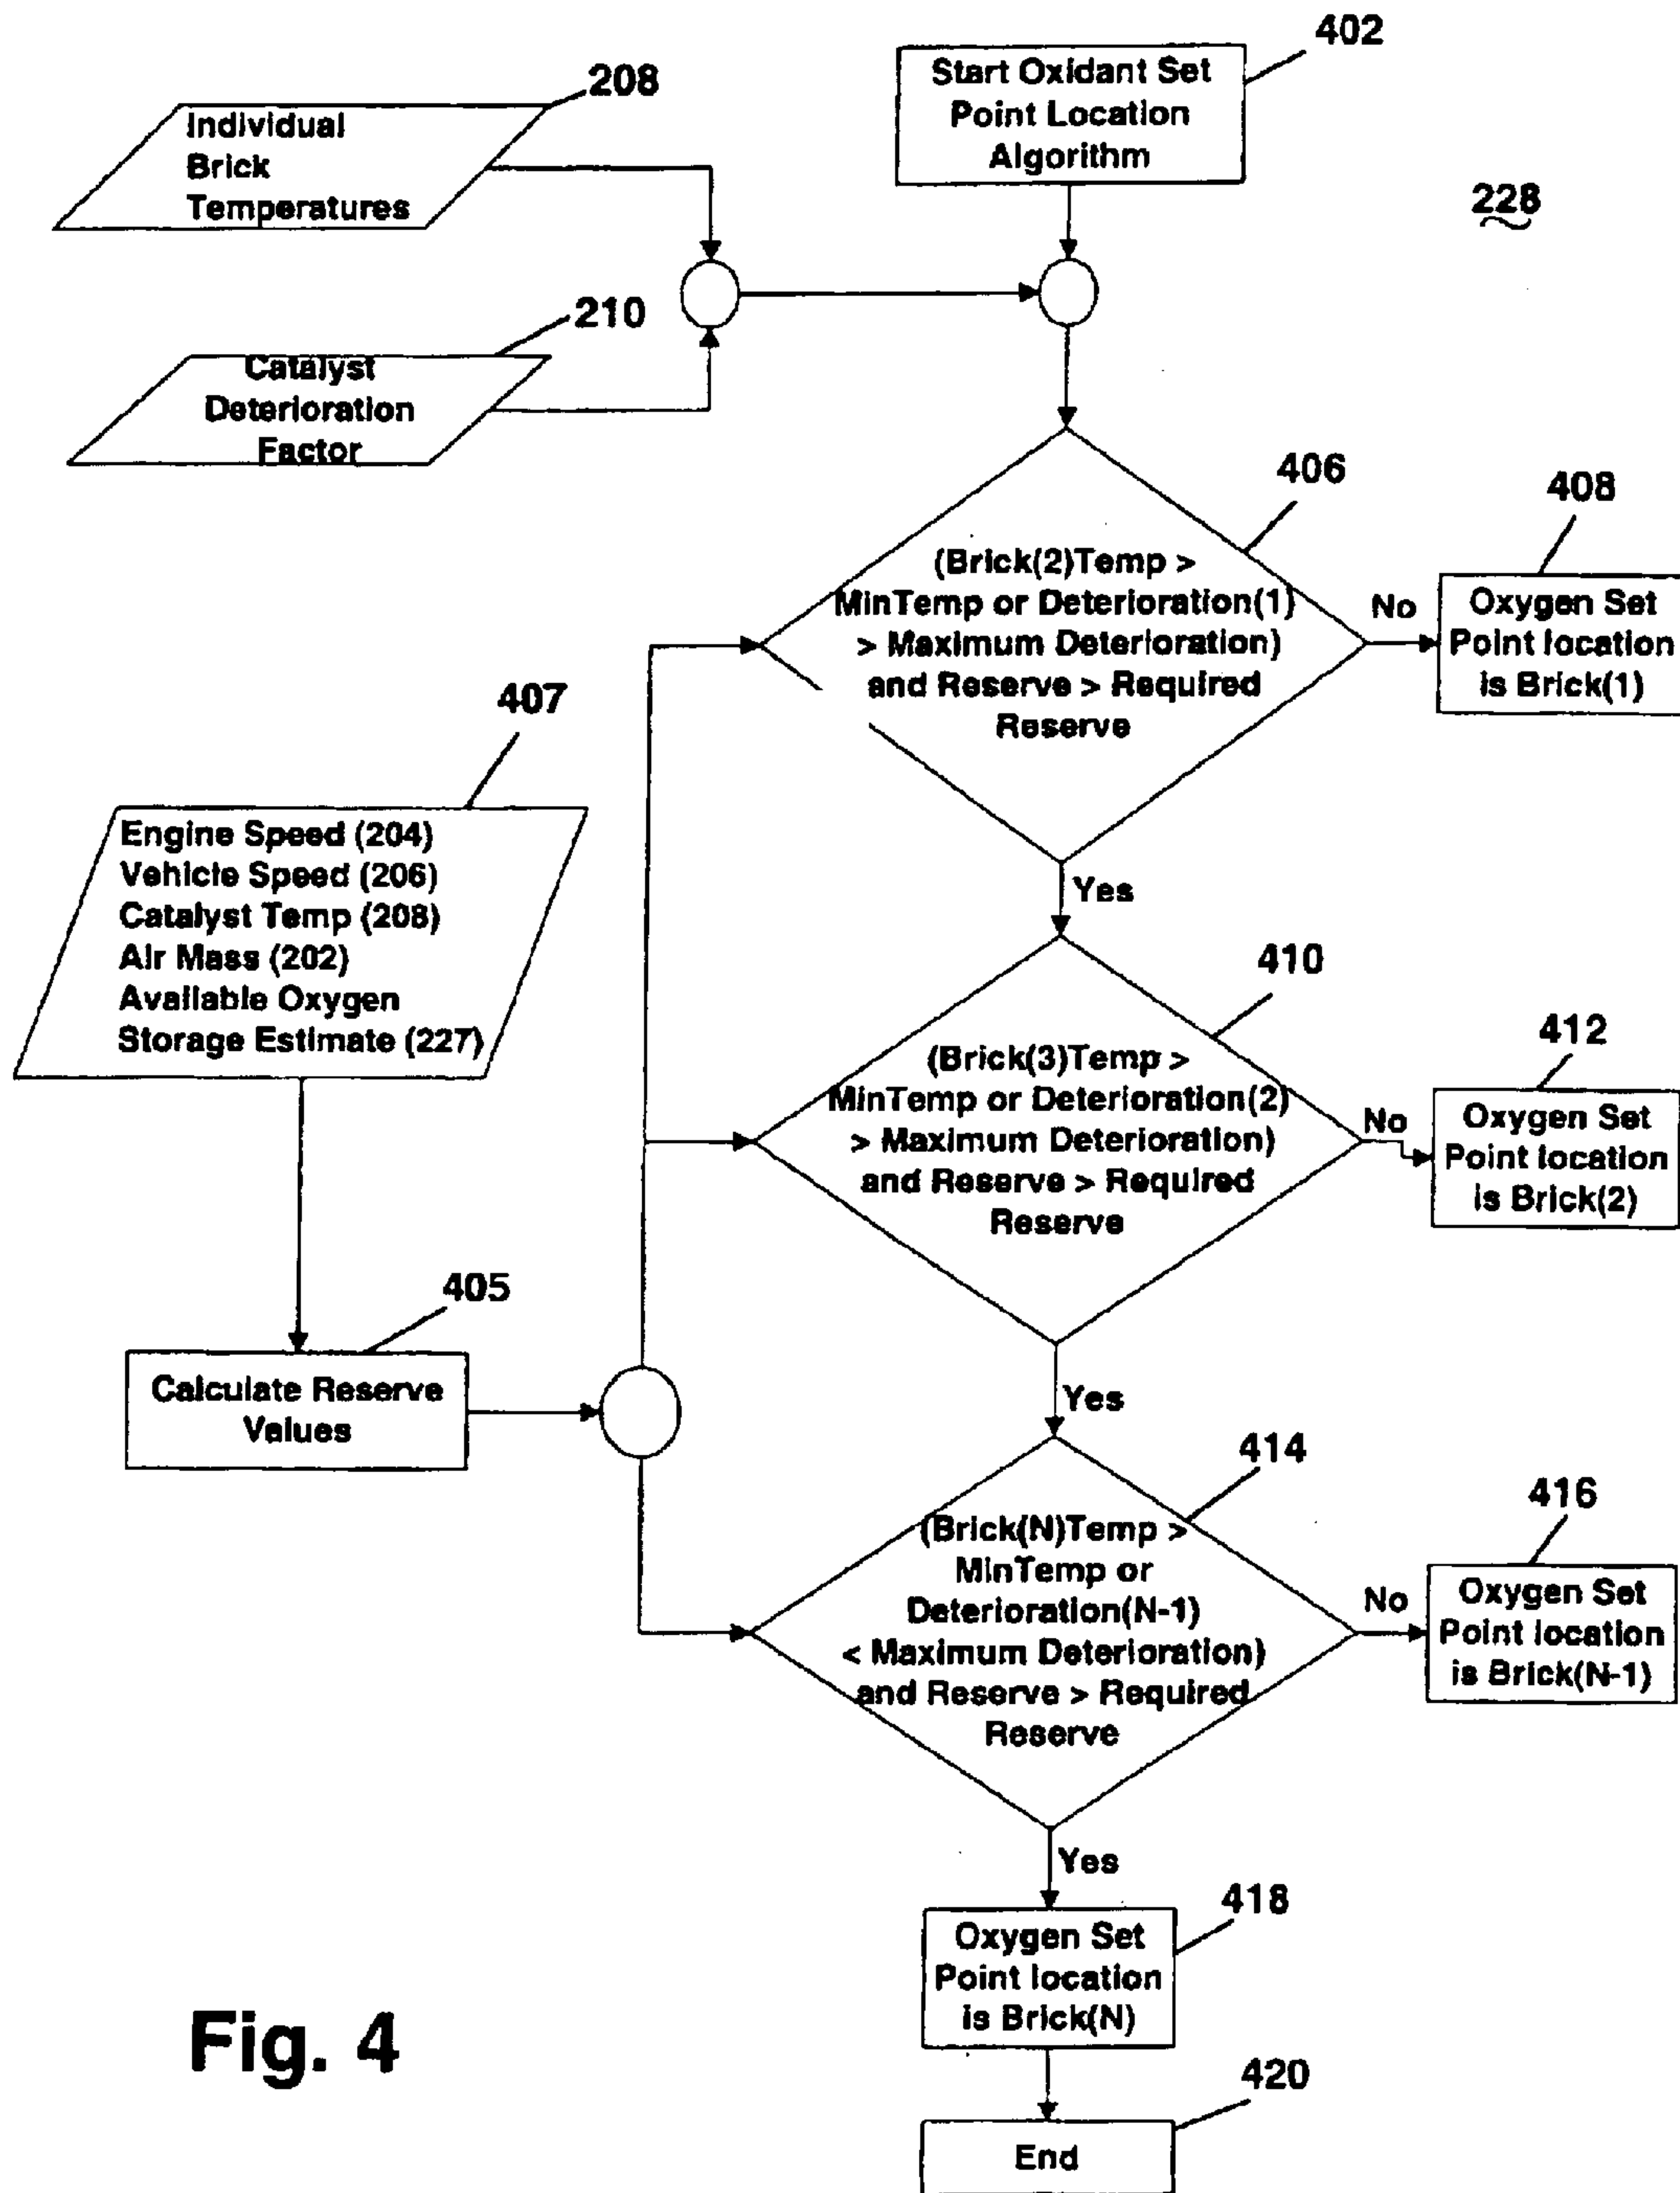 402
Start Oxidant Set
Point Location
Algorithm
208
Individual
Brick
Temperatures
228
210
Catalyst
Deterioration
Factor
406
(Brick(2)Temp >
MinTemp or Deterioration(1)
> Maximum Deterioration)
and Reserve > Required
Reserve
No
408
Oxygen Set
Point location
is Brick(1)
Yes
407
Engine Speed (204)
Vehicle Speed (206)
Catalyst Temp (208)
Air Mass (202)
Available Oxygen
Storage Estimate (227)
410
(Brick(3)Temp >
MinTemp or Deterioration(2)
> Maximum Deterioration)
and Reserve > Required
Reserve
No
412
Oxygen Set
Point location
is Brick(2)
Yes
405
Calculate Reserve
Values
414
(Brick(N)Temp >
MinTemp or
Deterioration(N-1)
< Maximum Deterioration)
and Reserve > Required
Reserve
No
416
Oxygen Set
Point location
is Brick(N-1)
Yes
418
Oxygen Set
Point location
is Brick(N)
420
End
Fig. 4